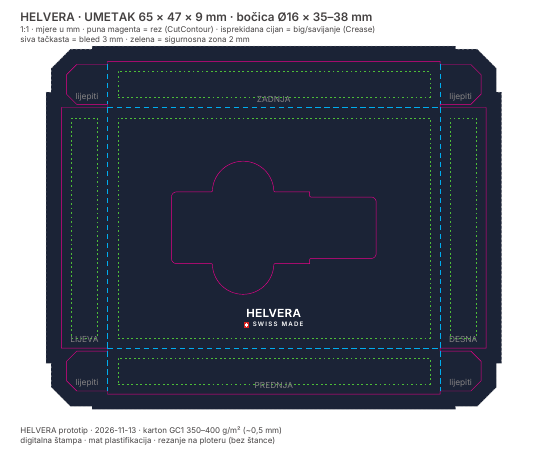 HELVERA · UMETAK 65 × 47 × 9 mm · bočica Ø16 × 35–38 mm
1:1 · mjere u mm · puna magenta = rez (CutContour) · isprekidana cijan = big/savijanje (Crease)
siva tačkasta = bleed 3 mm · zelena = sigurnosna zona 2 mm
lijepiti
ZADNJA
lijepiti
HELVERA
SWISS MADE
LIJEVA
DESNA
lijepiti
PREDNJA
lijepiti
HELVERA prototip · 2026-11-13 · karton GC1 350–400 g/m² (~0,5 mm)
digitalna štampa · mat plastifikacija · rezanje na ploteru (bez štance)